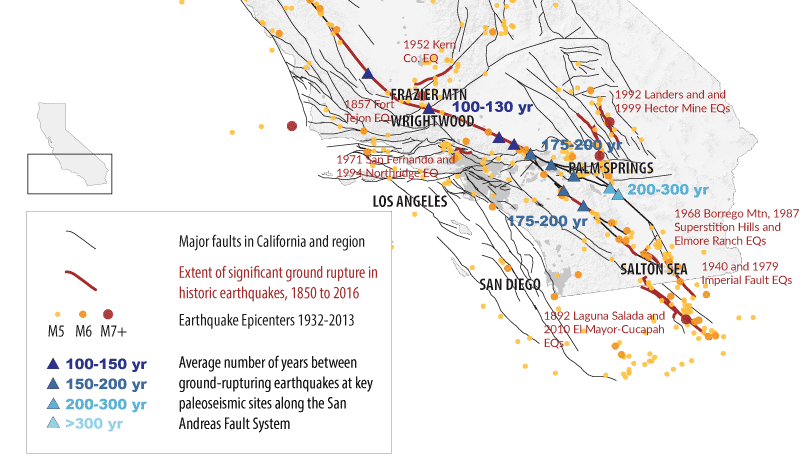 1952 Kern
Co. EQ
FRAZIER MTN
1857 Fort
Tejon EQ
100-130 yr
WRIGHTWOOD
1992 Landers and and
1999 Hector Mine EQs
175-200 yr
1971 San Fernando and
1994 Northridge EQ
PALM SPRINGS
200-300 yr
LOS ANGELES
175-200 yr
1968 Borrego Mtn, 1987
Superstition Hills and
Elmore Ranch EQs
SALTON SEA
1940 and 1979
Imperial Fault EQs
SAN DIEGO
1892 Laguna Salada and
2010 El Mayor-Cucapah
EQs
Major faults in California and region
Extent of significant ground rupture in
historic earthquakes, 1850 to 2016
Earthquake Epicenters 1932-2013
M5 M6 M7+
100-150 yr
150-200 yr
200-300 yr
>300 yr
Average number of years between
ground-rupturing earthquakes at key
paleoseismic sites along the San
Andreas Fault System